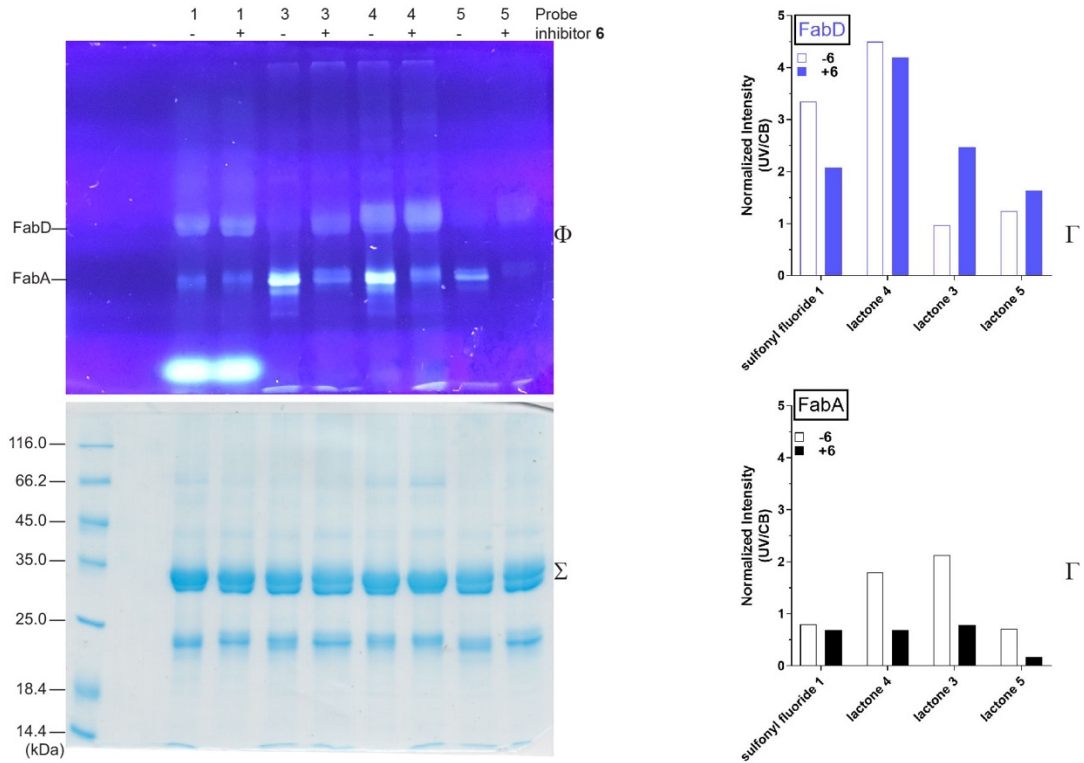 1 1 3 3 4 4 5 5 Probe
- + - + - + - + inhibitor 6
FabD
Φ
FabA
116.0
66.2
45.0
35.0
Σ
25.0
18.4
14.4
(kDa)
FabD
-6
+6
Normalized Intensity
(UV/CB)
5
4
3
2
1
0
Γ
sulfonyl fluoride 1
lactone 4
lactone 3
lactone 5
FabA
-6
+6
Normalized Intensity
(UV/CB)
5
4
3
2
1
0
Γ
sulfonyl fluoride 1
lactone 4
lactone 3
lactone 5